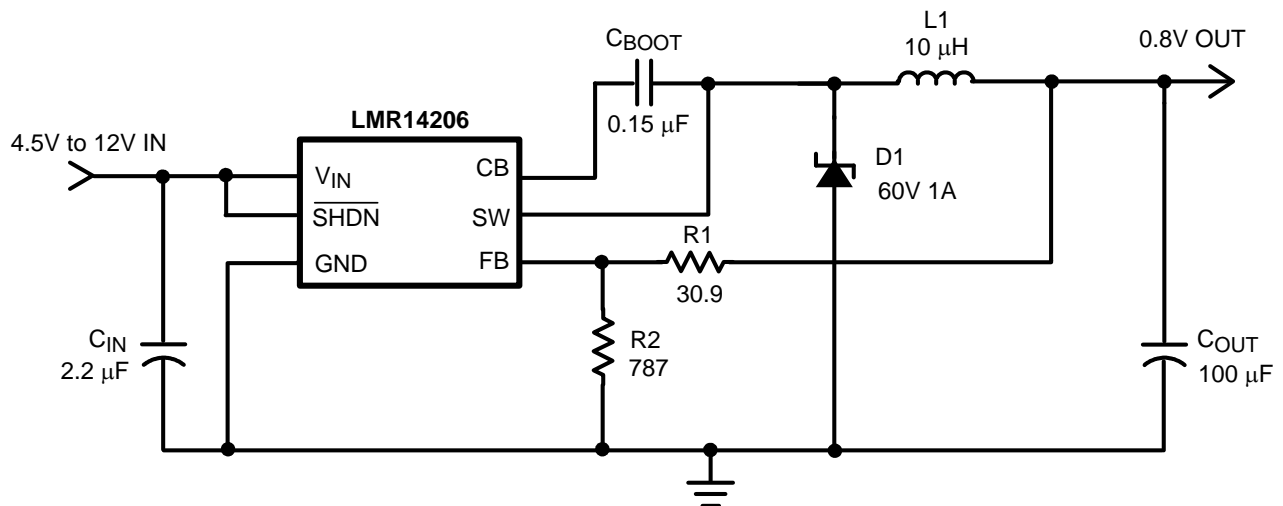 L1
10 μH
C_BOOT
0.15 μF
0.8V OUT
LMR14206
4.5V to 12V IN
V_IN
SHDN
GND
CB
SW
FB
D1
60V 1A
R1
30.9
R2
787
C_IN
2.2 μF
C_OUT
100 μF